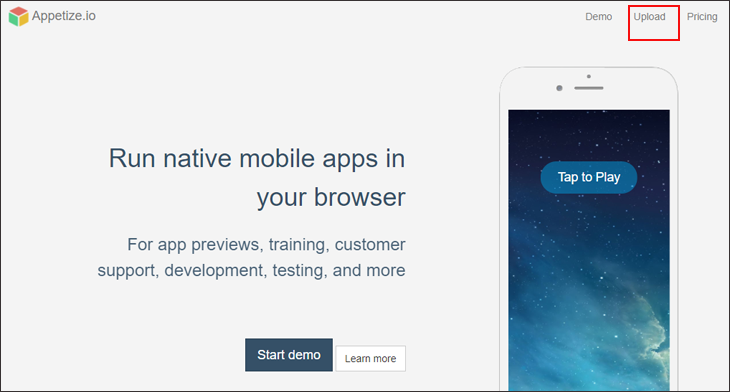 Appetize.io
Demo Upload Pricing
Run native mobile apps in
your browser
For app previews, training, customer
support, development, testing, and more
Start demo Learn more
Tap to Play